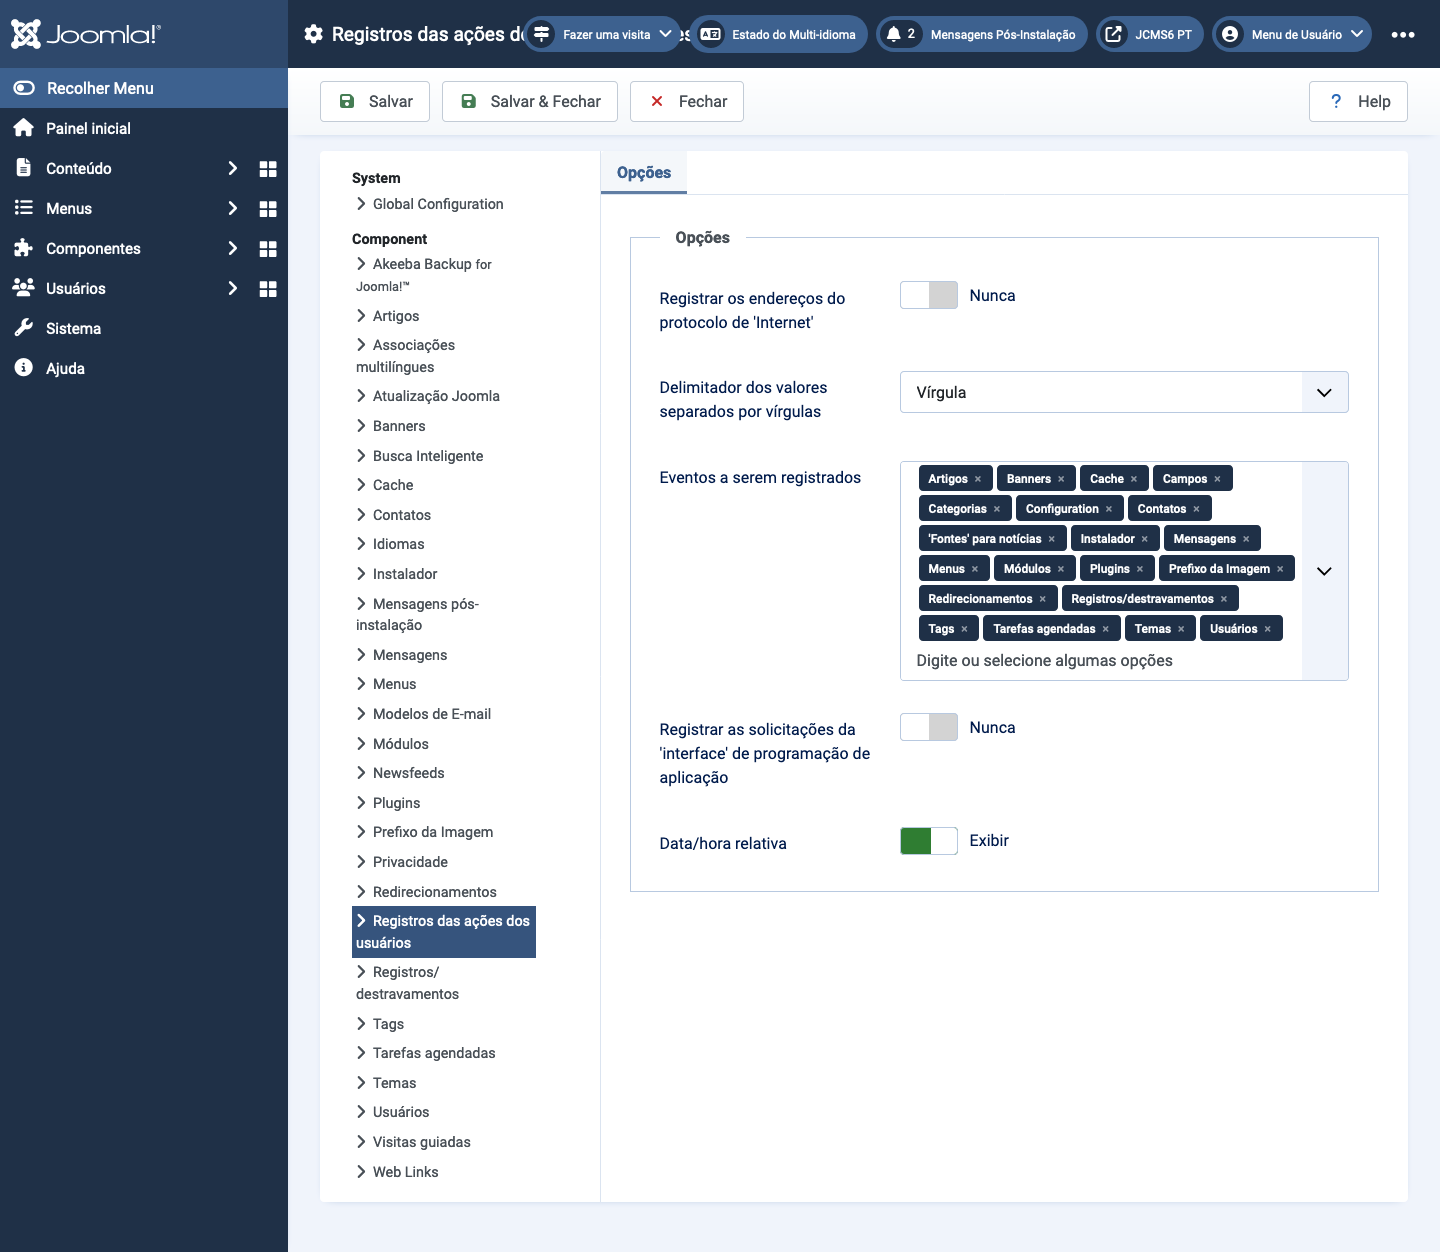 Joomla!®
Registros das ações d
Fazer uma visita
Estado do Multi-idioma
2 Mensagens Pós-Instalação
JCMS6 PT
Menu de Usuário
Recolher Menu
Painel inicial
Conteúdo
Menus
Componentes
Usuários
Sistema
Ajuda
Salvar
Salvar & Fechar
Fechar
? Help
System
Global Configuration
Component
Akeeba Backup for
Joomla!™
Artigos
Associações
multilíngues
Atualização Joomla
Banners
Busca Inteligente
Cache
Contatos
Idiomas
Instalador
Mensagens pós-
instalação
Mensagens
Menus
Modelos de E-mail
Módulos
Newsfeeds
Plugins
Prefixo da Imagem
Privacidade
Redirecionamentos
Registros das ações dos
usuários
Registros/
destravamentos
Tags
Tarefas agendadas
Temas
Usuários
Visitas guiadas
Web Links
Opções
Opções
Registrar os endereços do
protocolo de 'Internet'
Nunca
Delimitador dos valores
separados por vírgulas
Vírgula
Eventos a serem registrados
Artigos × Banners × Cache × Campos ×
Categorias × Configuration × Contatos ×
'Fontes' para notícias × Instalador × Mensagens ×
Menus × Módulos × Plugins × Prefixo da Imagem ×
Redirecionamentos × Registros/destravamentos ×
Tags × Tarefas agendadas × Temas × Usuários ×
Digite ou selecione algumas opções
Registrar as solicitações da
'interface' de programação de
aplicação
Nunca
Data/hora relativa
Exibir